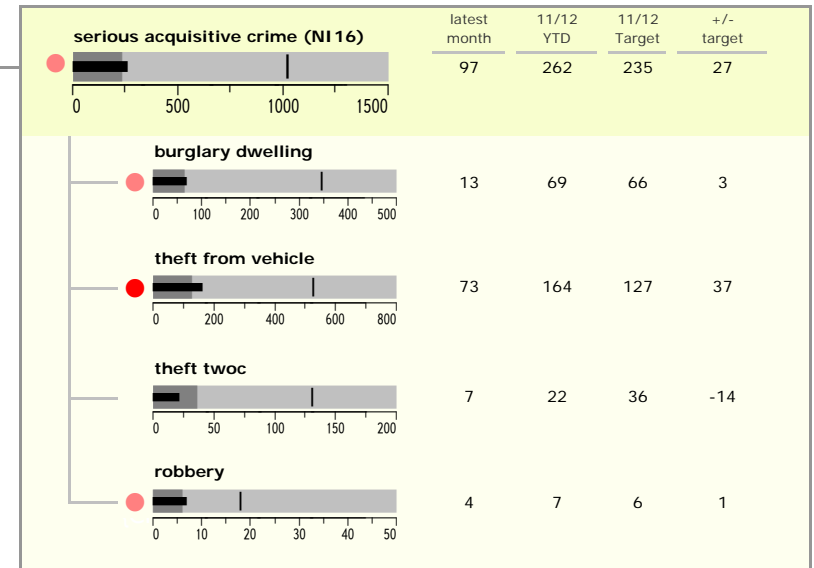 latest 11/12 11/12 +/-
serious acquisitive crime (NI16) month YTD Target target
97 262 235 27
0 500 1000 1500
burglary dwelling
13 69 66 3
0 100 200 300 400 500
theft from vehicle
73 164 127 37
0 200 400 600 800
theft twoc
7 22 36 -14
0 50 100 150 200
robbery
4 7 6 1
0 10 20 30 40 50